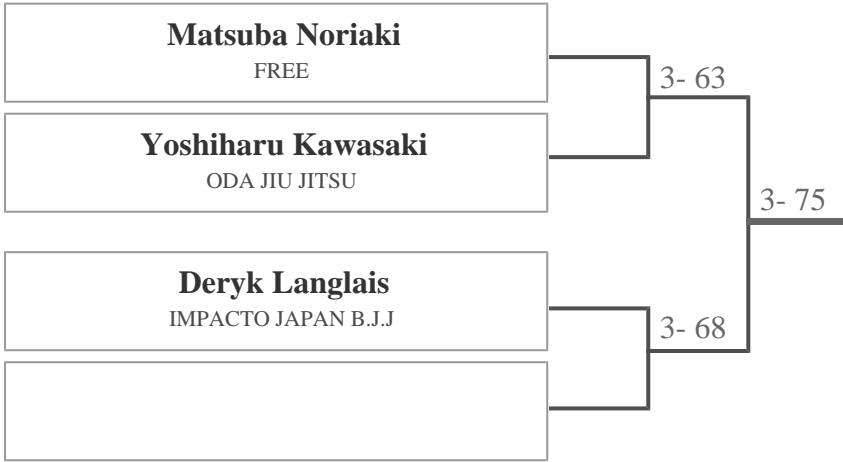 Matsuba Noriaki
FREE
3- 63
Yoshiharu Kawasaki
ODA JIU JITSU
3- 75
Deryk Langlais
IMPACTO JAPAN B.J.J
3- 68